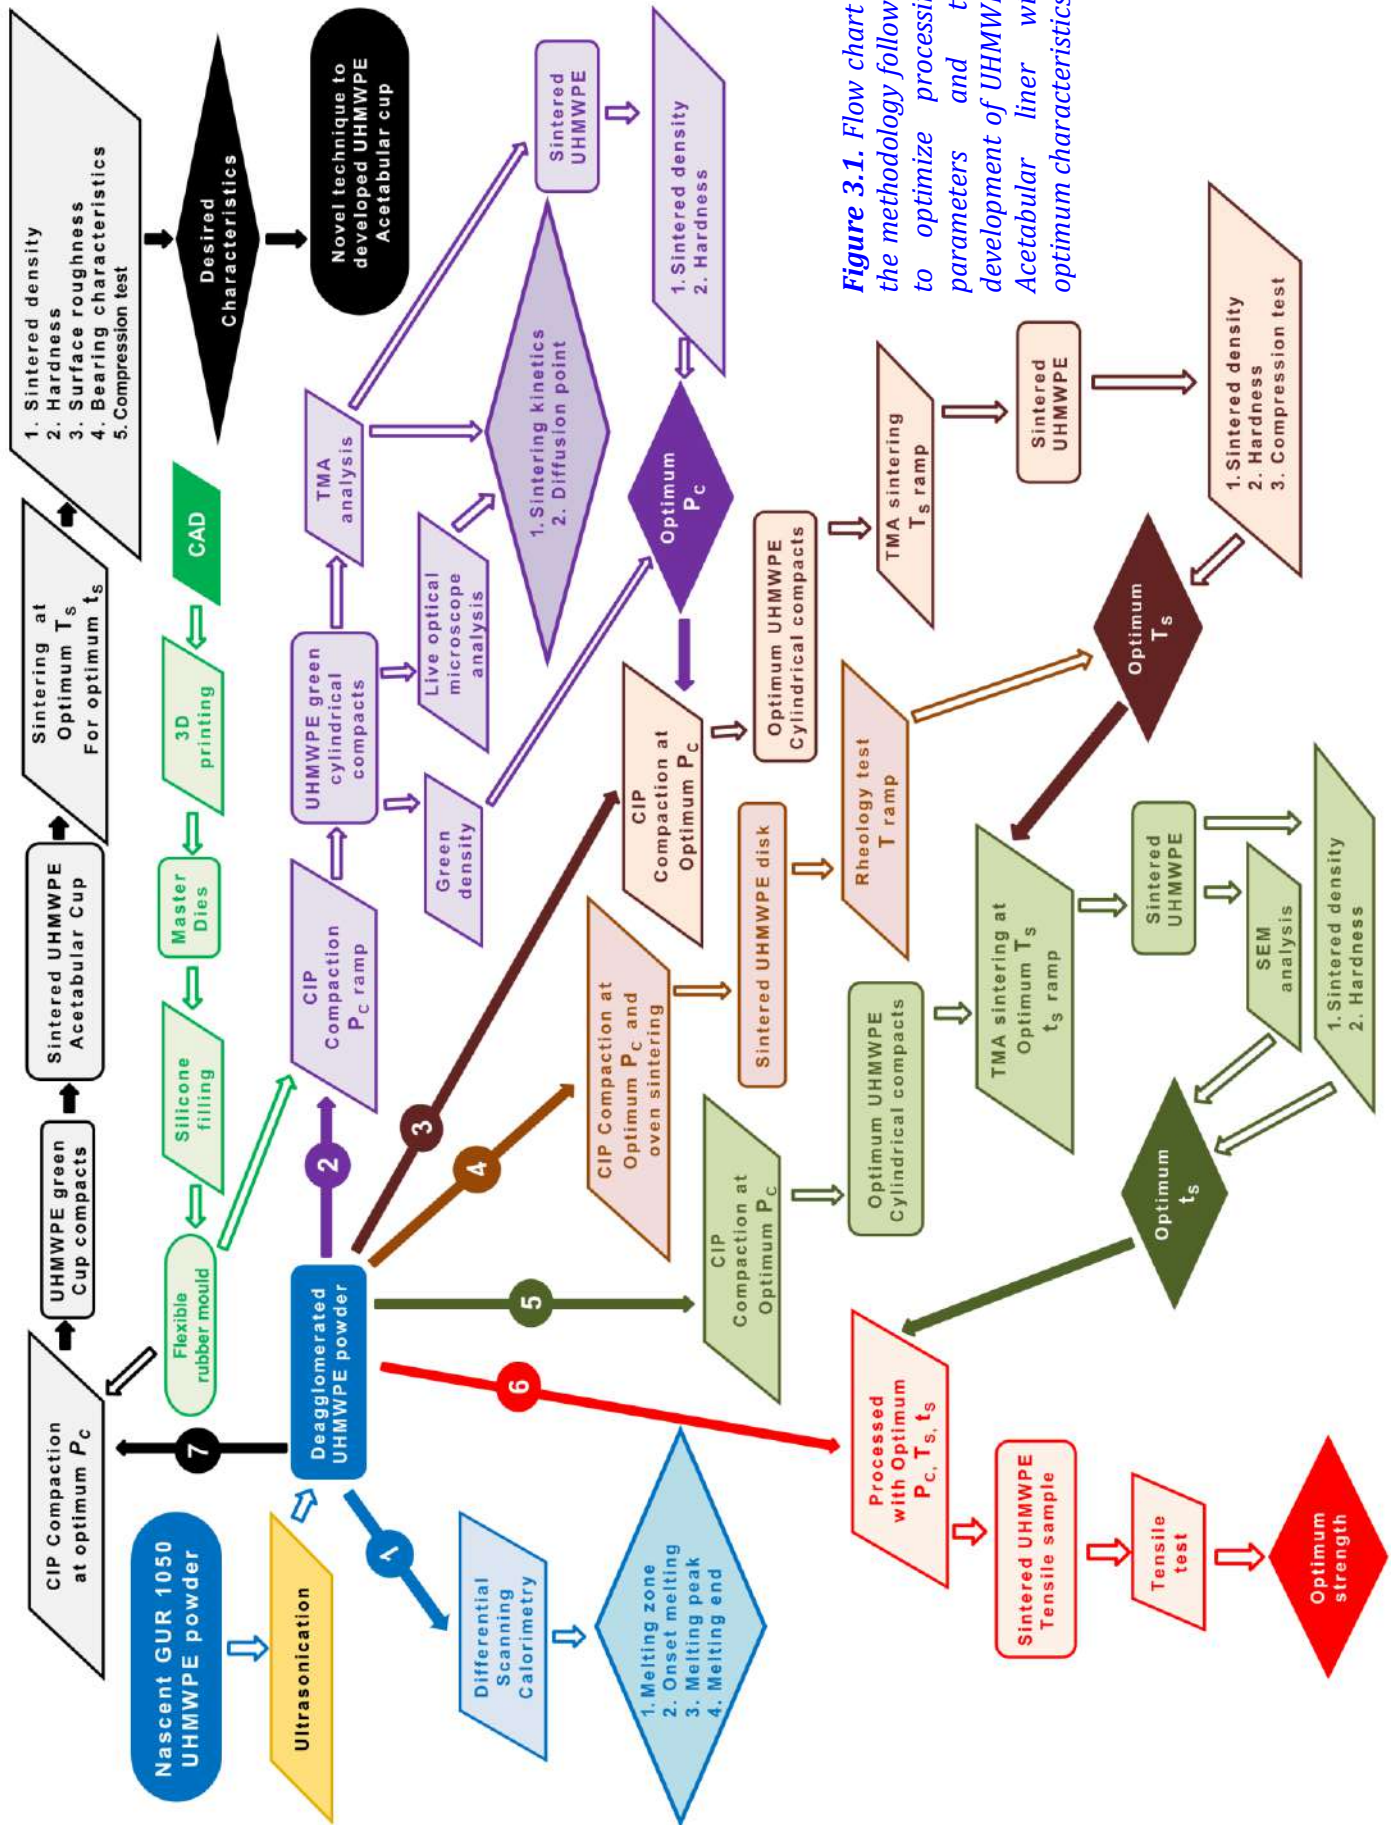 Nascent GUR 1050
UHMWPE powder
Ultrasonication
Deagglomerated
UHMWPE powder
1
Differential
Scanning
Calorimetry
1. Melting zone
2. Onset melting
3. Melting peak
4. Melting end
7
CIP Compaction
at optimum PC
UHMWPE green
Cup compacts
Sintered UHMWPE
Acetabular Cup
Sintering at
Optimum TS
For optimum tS
1. Sintered density
2. Hardness
3. Surface roughness
4. Bearing characteristics
5. Compression test
Desired
Characteristics
Novel technique to
developed UHMWPE
Acetabular cup
CAD
3D
printing
Master
Dies
Silicone
filling
Flexible
rubber mould
2
CIP
Compaction
PC ramp
UHMWPE green
cylindrical
compacts
Green
density
Live optical
microscope
analysis
TMA
analysis
1. Sintering kinetics
2. Diffusion point
Sintered
UHMWPE
1. Sintered density
2. Hardness
Optimum
PC
3
CIP
Compaction at
Optimum PC
Optimum UHMWPE
Cylindrical compacts
TMA sintering
TS ramp
Sintered
UHMWPE
1. Sintered density
2. Hardness
3. Compression test
Optimum
TS
4
CIP Compaction at
Optimum PC and
oven sintering
Sintered UHMWPE disk
Rheology test
T ramp
5
CIP
Compaction at
Optimum PC
Optimum UHMWPE
Cylindrical compacts
TMA sintering at
Optimum TS
tS ramp
Sintered
UHMWPE
SEM
analysis
1. Sintered density
2. Hardness
Optimum
tS
6
Processed
with Optimum
PC, TS, tS
Sintered UHMWPE
Tensile sample
Tensile
test
Optimum
strength
Figure 3.1. Flow chart
the methodology follow
to optimize processi
parameters and t
development of UHMW
Acetabular liner wi
optimum characteristics